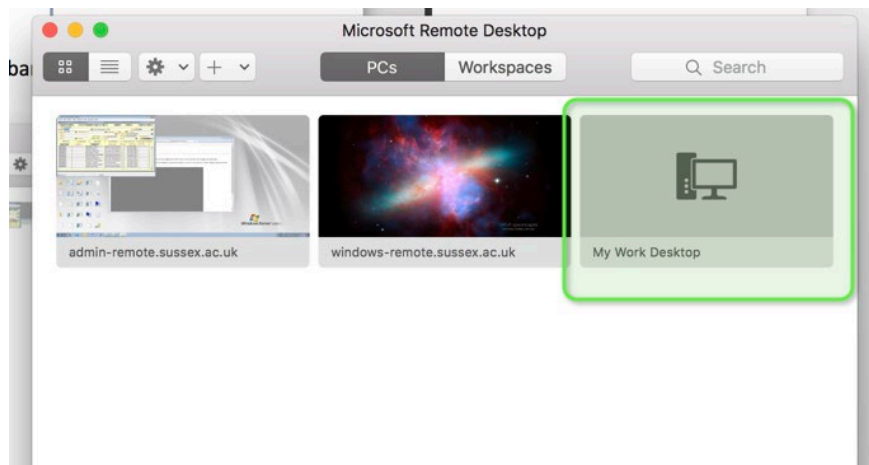 Microsoft Remote Desktop
ba
PCs
Workspaces
Search
admin-remote.sussex.ac.uk
windows-remote.sussex.ac.uk
My Work Desktop